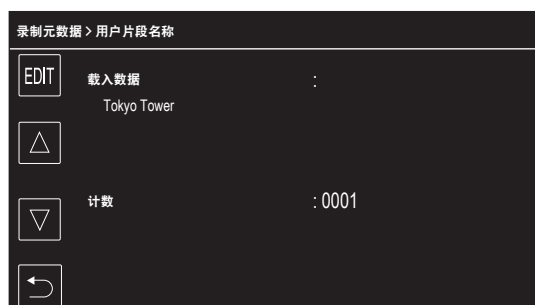 录制元数据 > 用户片段名称
EDIT
载入数据 :
Tokyo Tower
计数 : 0001